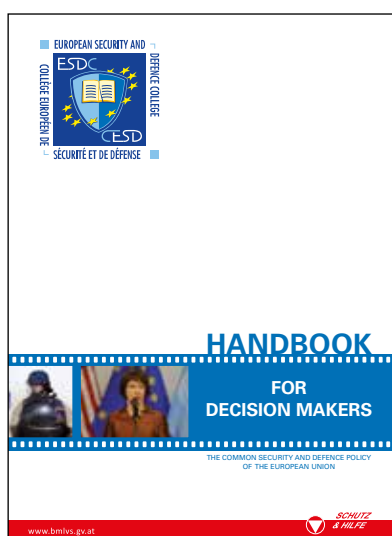 EUROPEAN SECURITY AND
DEFENCE COLLEGE
COLLÈGE EUROPÉEN DE
SÉCURITÉ ET DE DÉFENSE
ESDC
CESD
HANDBOOK
FOR
DECISION MAKERS
THE COMMON SECURITY AND DEFENCE POLICY
OF THE EUROPEAN UNION
www.bmlvs.gv.at
SCHUTZ
& HILFE